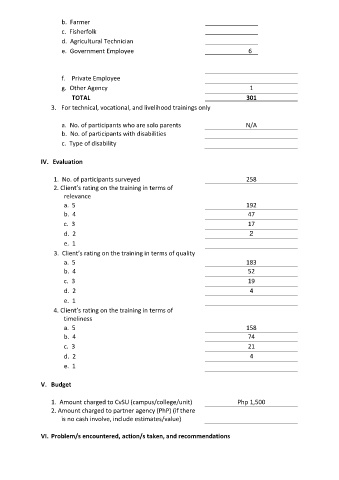 b. Farmer
c. Fisherfolk
d. Agricultural Technician
e. Government Employee 6
f. Private Employee
g. Other Agency 1
TOTAL 301
3. For technical, vocational, and livelihood trainings only
a. No. of participants who are solo parents N/A
b. No. of participants with disabilities
c. Type of disability
IV. Evaluation
1. No. of participants surveyed 258
2. Client's rating on the training in terms of
relevance
a. 5 192
b. 4 47
c. 3 17
d. 2 2
e. 1
3. Client's rating on the training in terms of quality
a. 5 183
b. 4 52
c. 3 19
d. 2 4
e. 1
4. Client's rating on the training in terms of
timeliness
a. 5 158
b. 4 74
c. 3 21
d. 2 4
e. 1
V. Budget
1. Amount charged to CvSU (campus/college/unit) Php 1,500
2. Amount charged to partner agency (PhP) (if there
is no cash involve, include estimates/value)
VI. Problem/s encountered, action/s taken, and recommendations